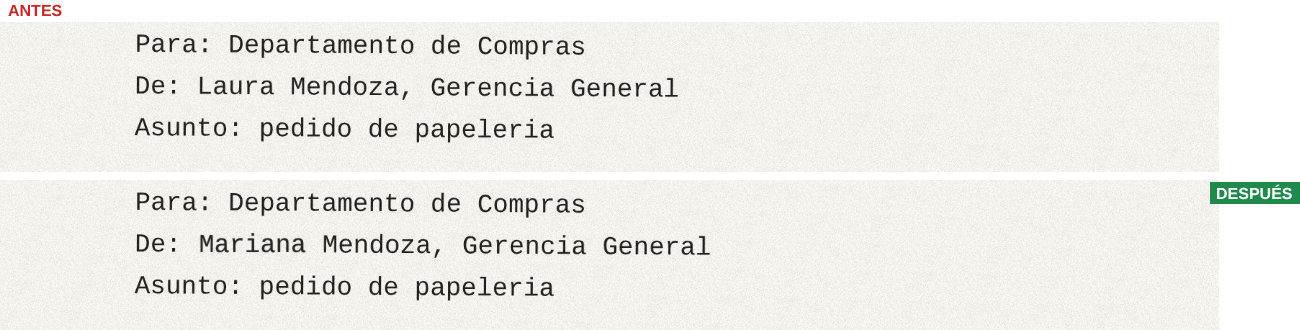 ANTES
Para: Departamento de Compras
De: Laura Mendoza, Gerencia General
Asunto: pedido de papeleria
DESPUÉS
Para: Departamento de Compras
De: Mariana Mendoza, Gerencia General
Asunto: pedido de papeleria